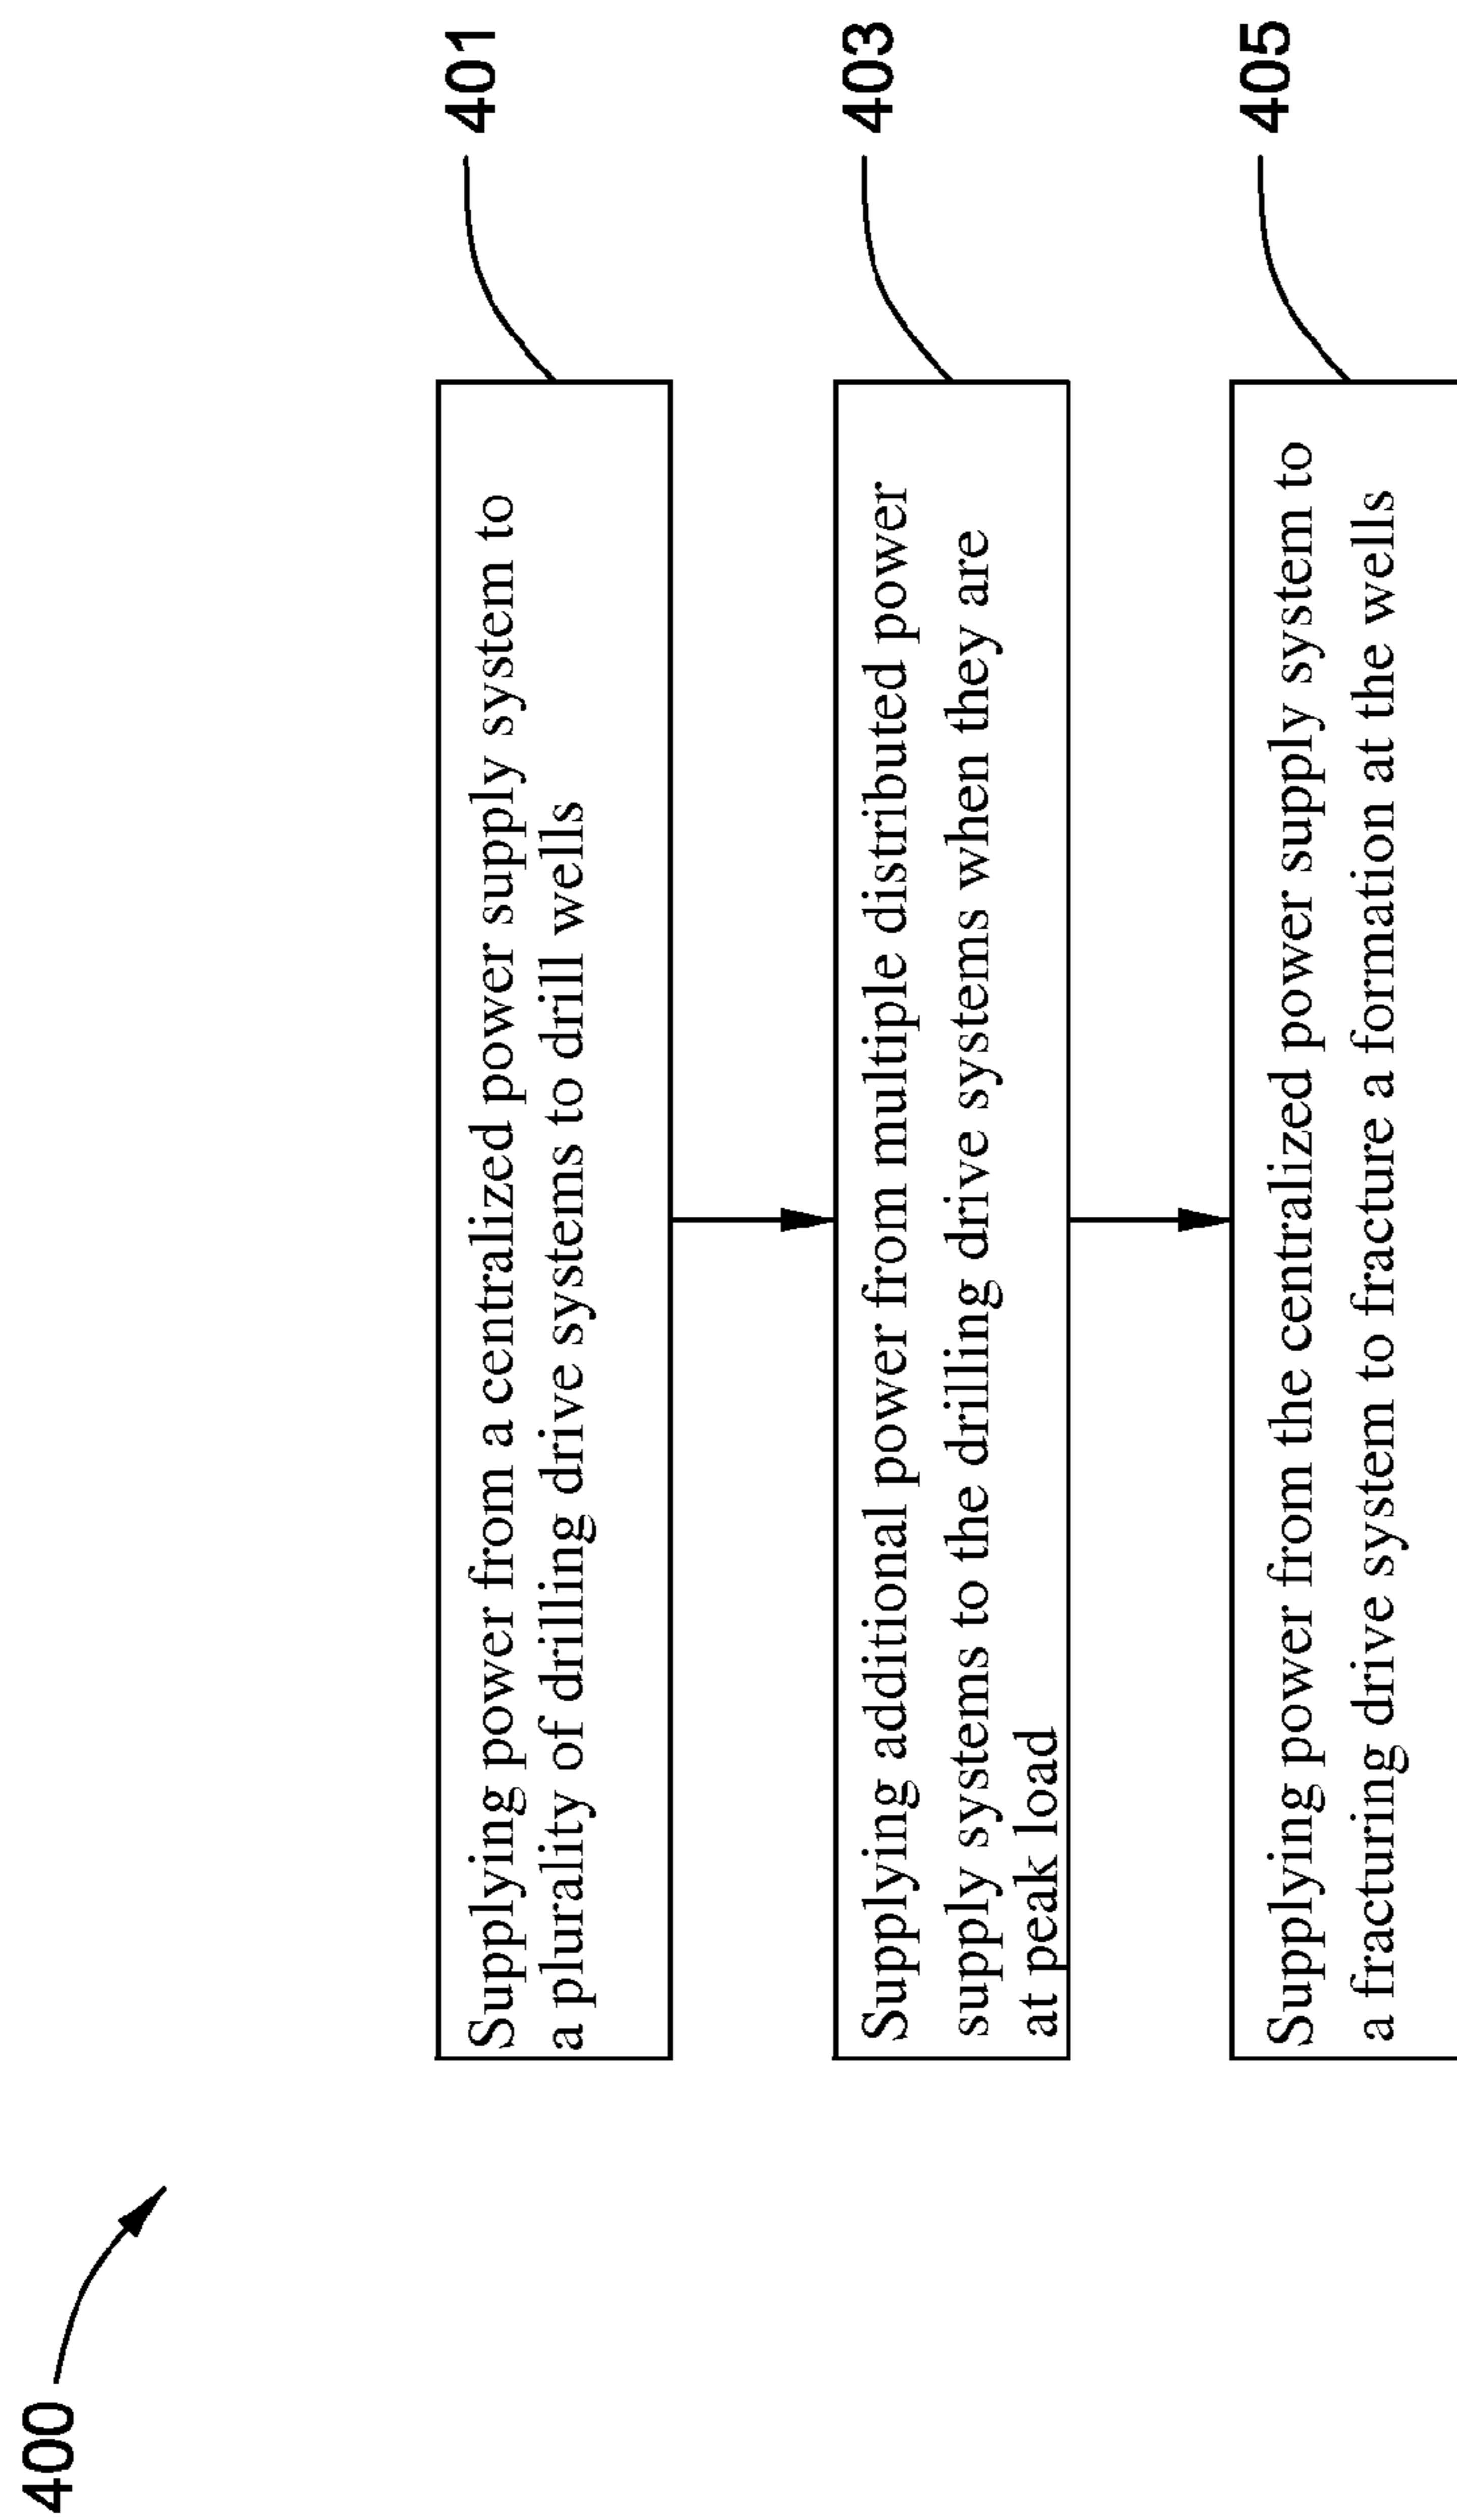 400
Supplying power from a centralized power supply system to
a plurality of drilling drive systems to drill wells
401
Supplying additional power from multiple distributed power
supply systems to the drilling drive systems when they are
at peak load
403
Supplying power from the centralized power supply system to
a fracturing drive system to fracture a formation at the wells
405